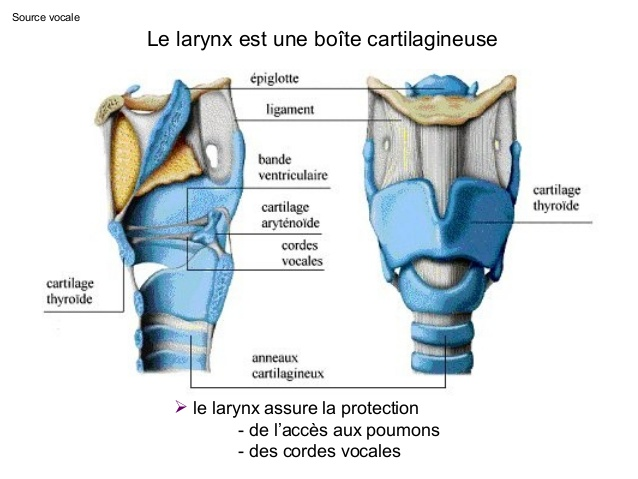 Source vocale
Le larynx est une boîte cartilagineuse
épiglotte
ligament
bande
ventriculaire
cartilage
aryténoïde
cordes
vocales
cartilage
thyroïde
cartilage
thyroïde
anneaux
cartilagineux
➢ le larynx assure la protection
- de l’accès aux poumons
- des cordes vocales